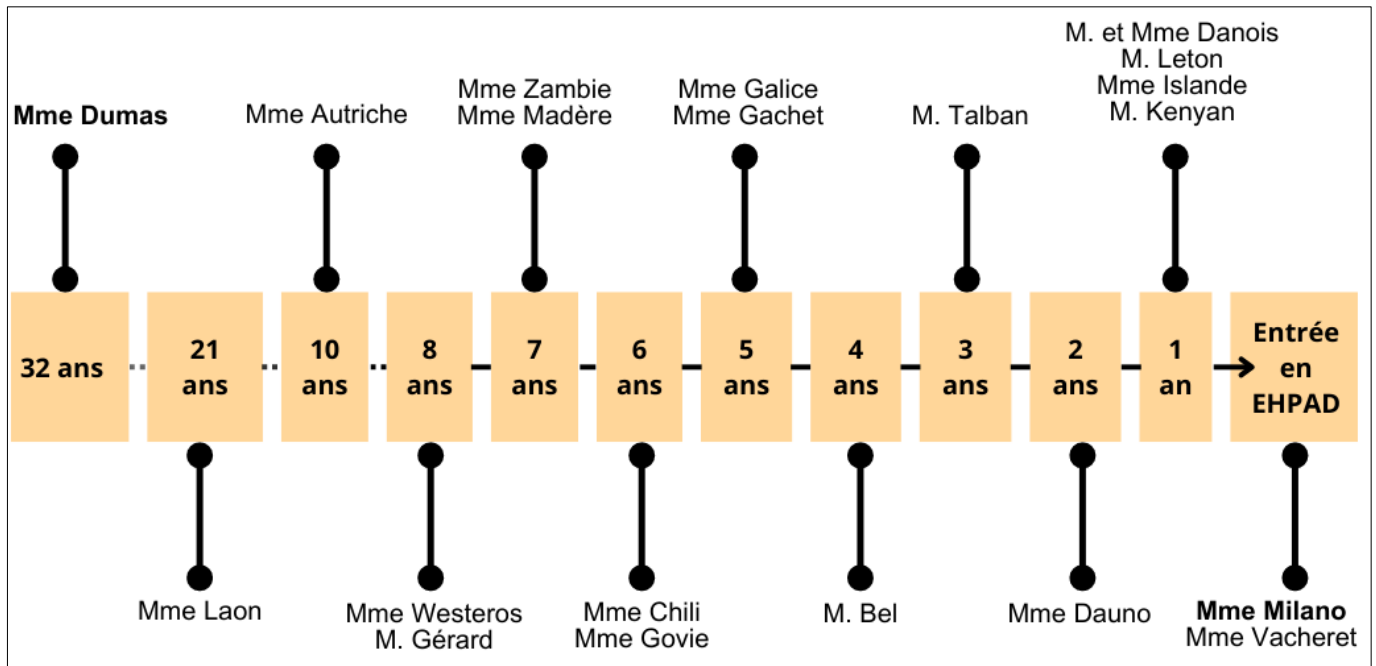 M. et Mme Danois
M. Leton
Mme Islande
M. Kenyan
Mme Zambie
Mme Madère
Mme Galice
Mme Gachet
Mme Dumas
Mme Autriche
M. Talban
32 ans
21
ans
10
ans
8
ans
7
ans
6
ans
5
ans
4
ans
3
ans
2
ans
1
an
Entrée
en
EHPAD
Mme Laon
Mme Westeros
M. Gérard
Mme Chili
Mme Govie
M. Bel
Mme Dauno
Mme Milano
Mme Vacheret